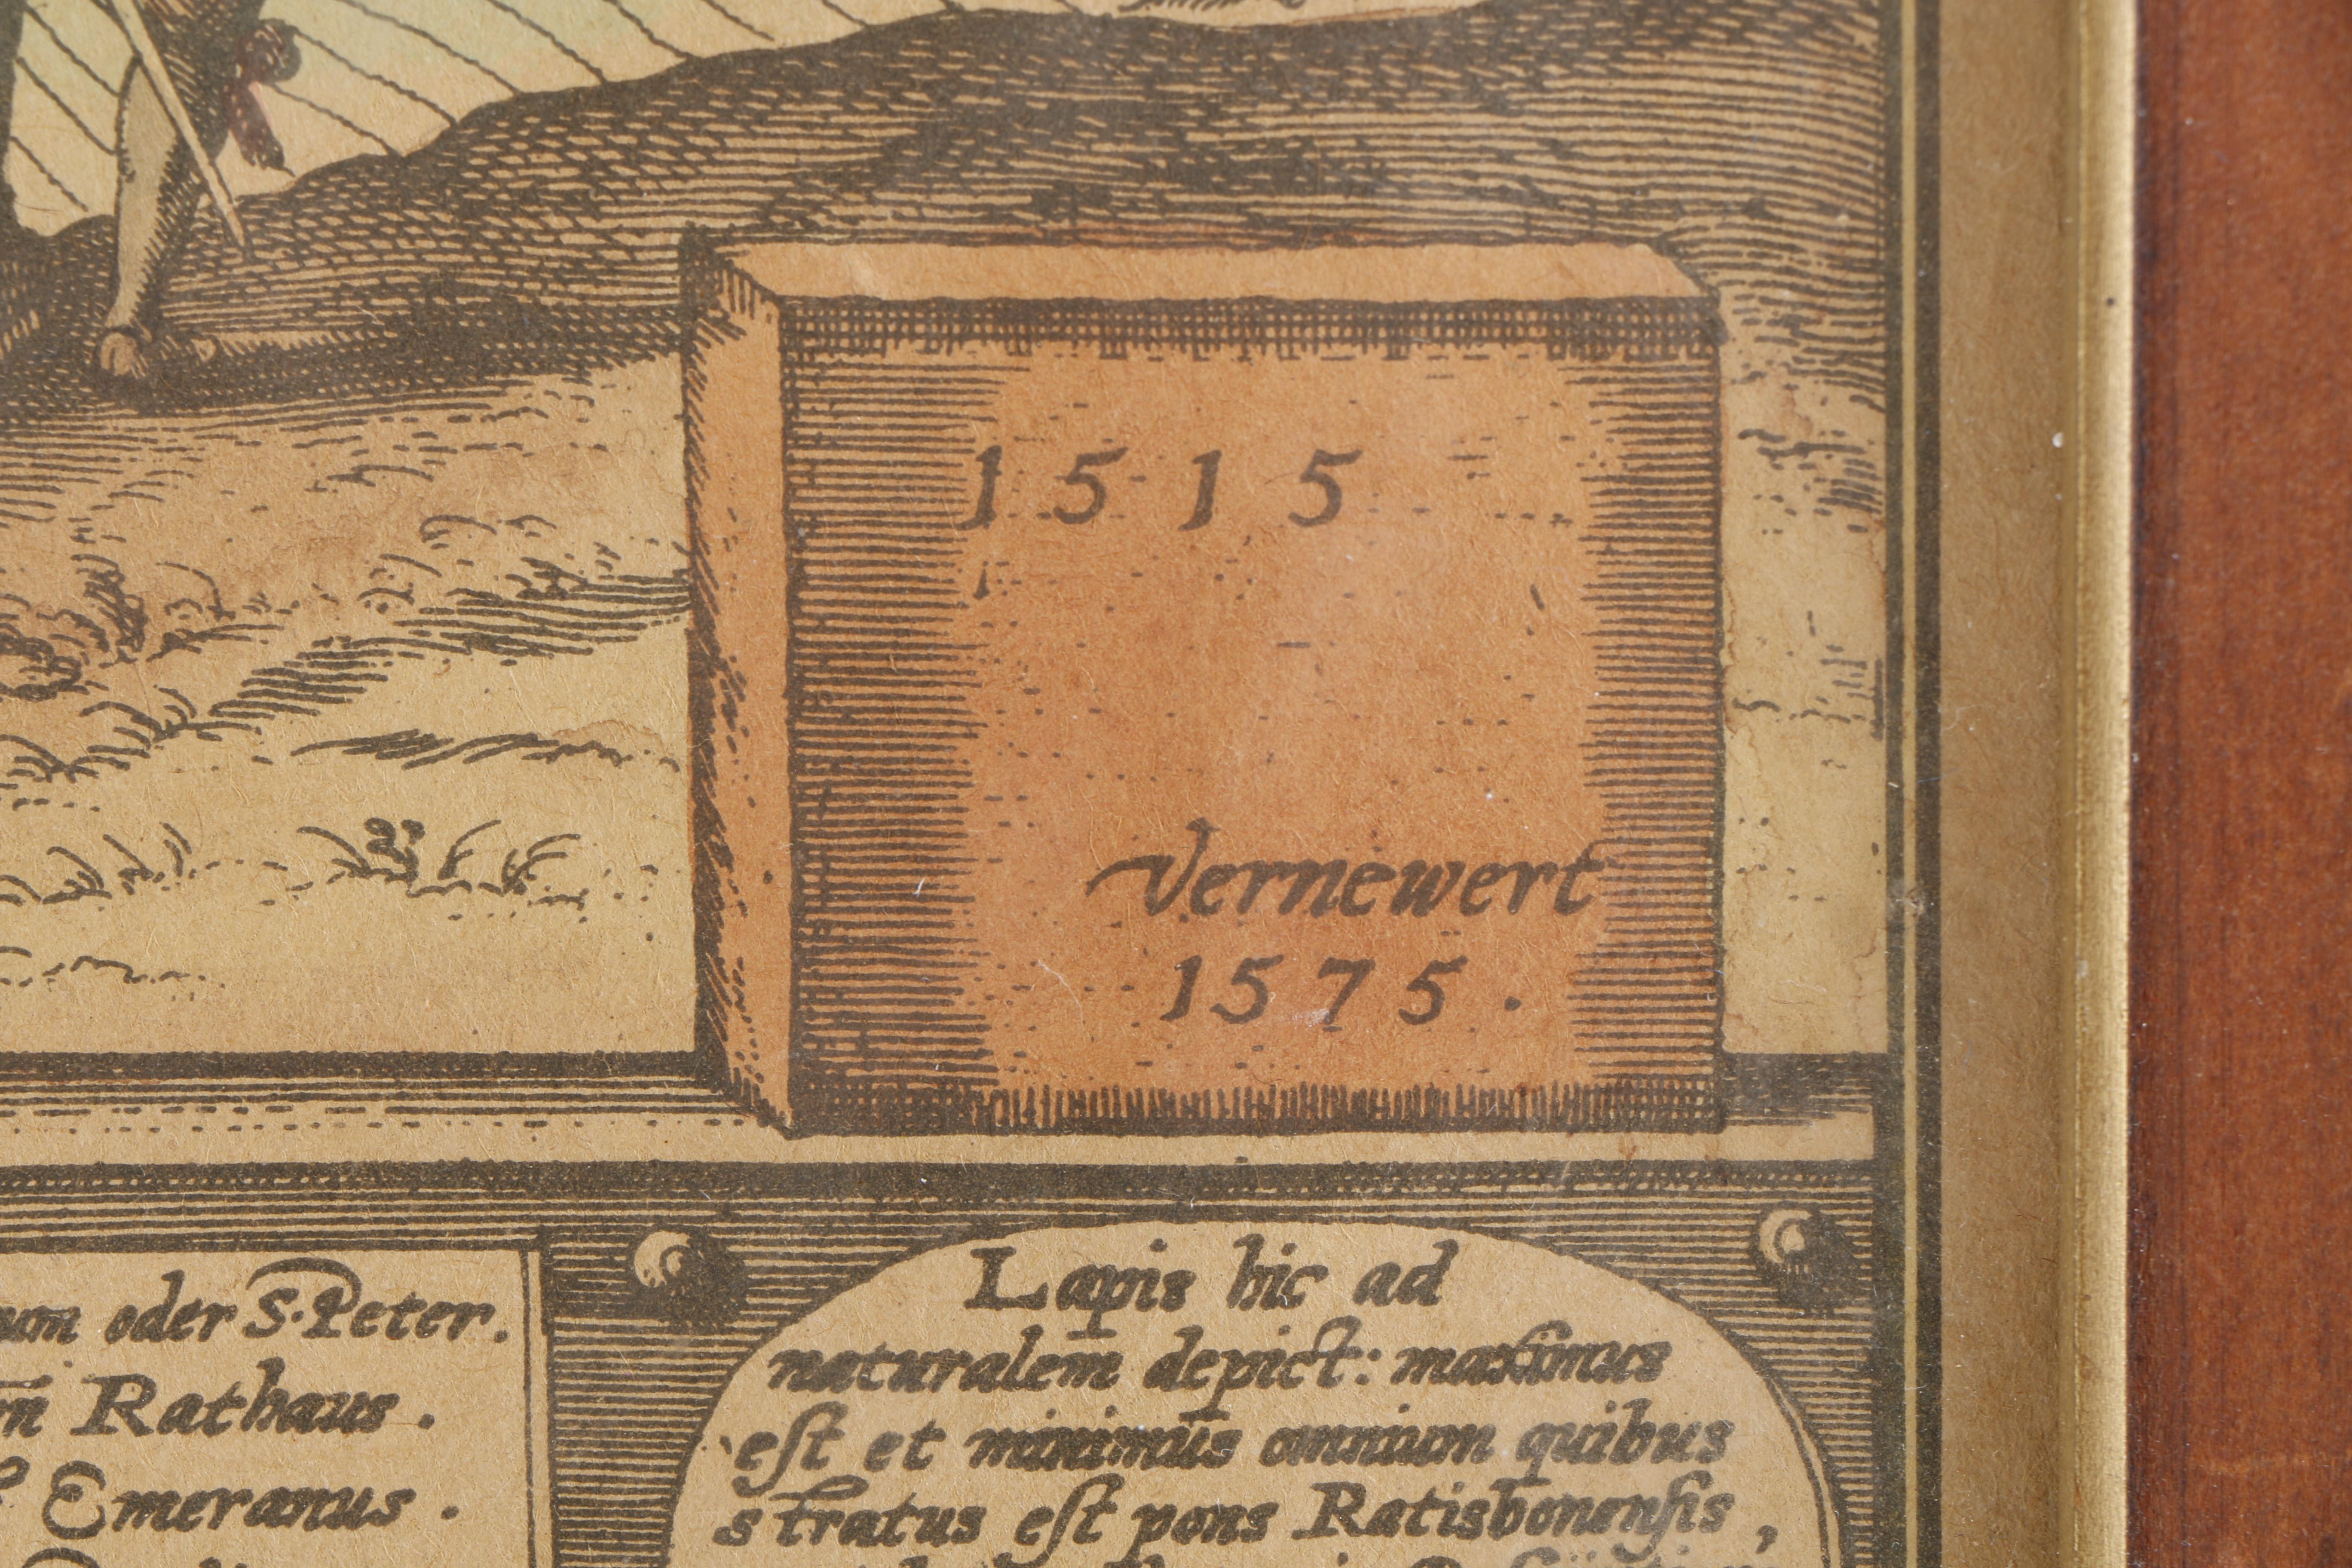 1515
Vernewert
1575.
um oder S. Peter.
Rathaus.
Emeranus.
Lapis hic ad
naturalem depict: maximus
eſt et minimus omnium quibus
stratus eſt pons Ratisbonenſis,